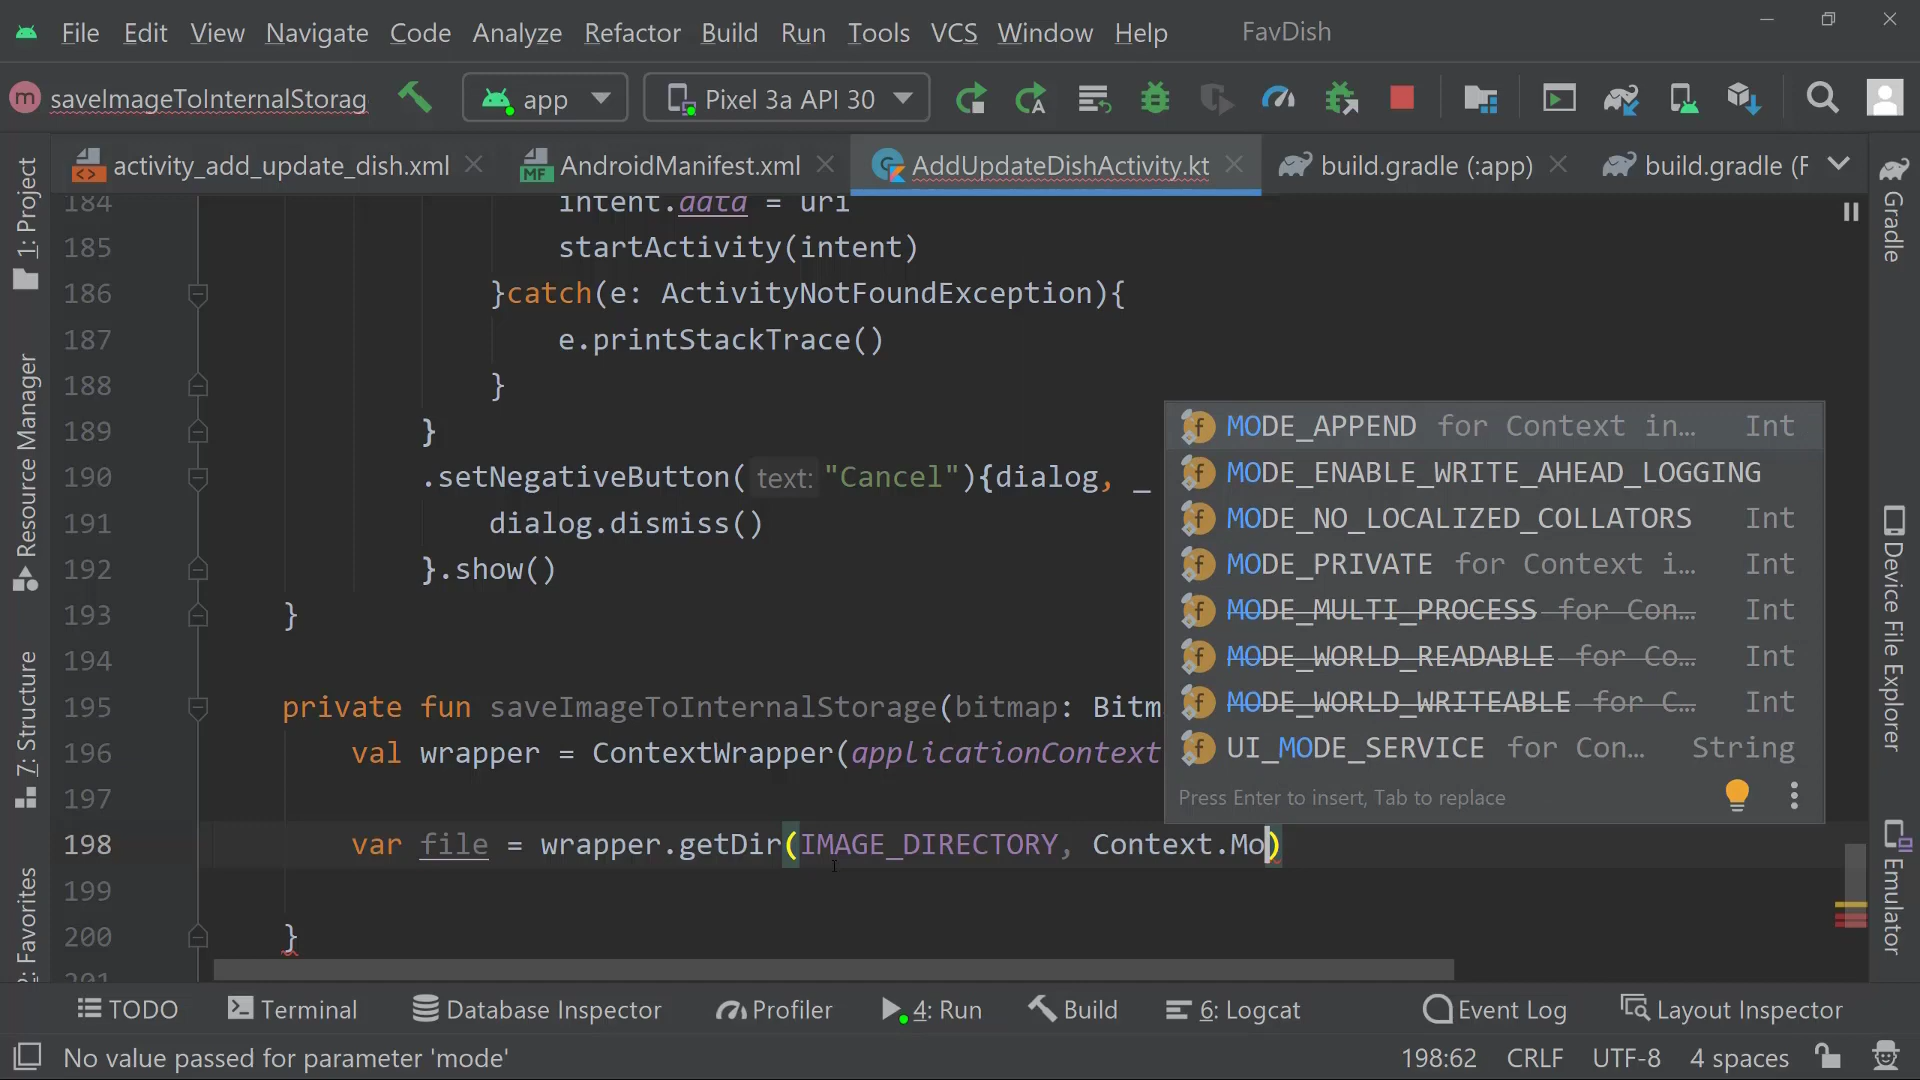 File Edit View Navigate Code Analyze Refactor Build Run Tools VCS Window Help FavDish
m saveImageToInternalStorag app Pixel 3a API 30
activity_add_update_dish.xml AndroidManifest.xml AddUpdateDishActivity.kt build.gradle (:app) build.gradle (F
184 intent.data = uri
185 startActivity(intent)
186 }catch(e: ActivityNotFoundException){
187 e.printStackTrace()
188 }
189 }
190 .setNegativeButton( text: "Cancel"){dialog, _
191 dialog.dismiss()
192 }.show()
193 }
194
195 private fun saveImageToInternalStorage(bitmap: Bitm
196 val wrapper = ContextWrapper(applicationContext
197
198 var file = wrapper.getDir(IMAGE_DIRECTORY, Context.Mo)
199
200 }
201
MODE_APPEND for Context in... Int
MODE_ENABLE_WRITE_AHEAD_LOGGING
MODE_NO_LOCALIZED_COLLATORS Int
MODE_PRIVATE for Context i... Int
MODE_MULTI_PROCESS for Con... Int
MODE_WORLD_READABLE for Co... Int
MODE_WORLD_WRITEABLE for C... Int
UI_MODE_SERVICE for Con... String
Press Enter to insert, Tab to replace
1: Project
Resource Manager
7: Structure
2: Favorites
Gradle
Device File Explorer
Emulator
TODO Terminal Database Inspector Profiler 4: Run Build 6: Logcat Event Log Layout Inspector
No value passed for parameter 'mode' 198:62 CRLF UTF-8 4 spaces